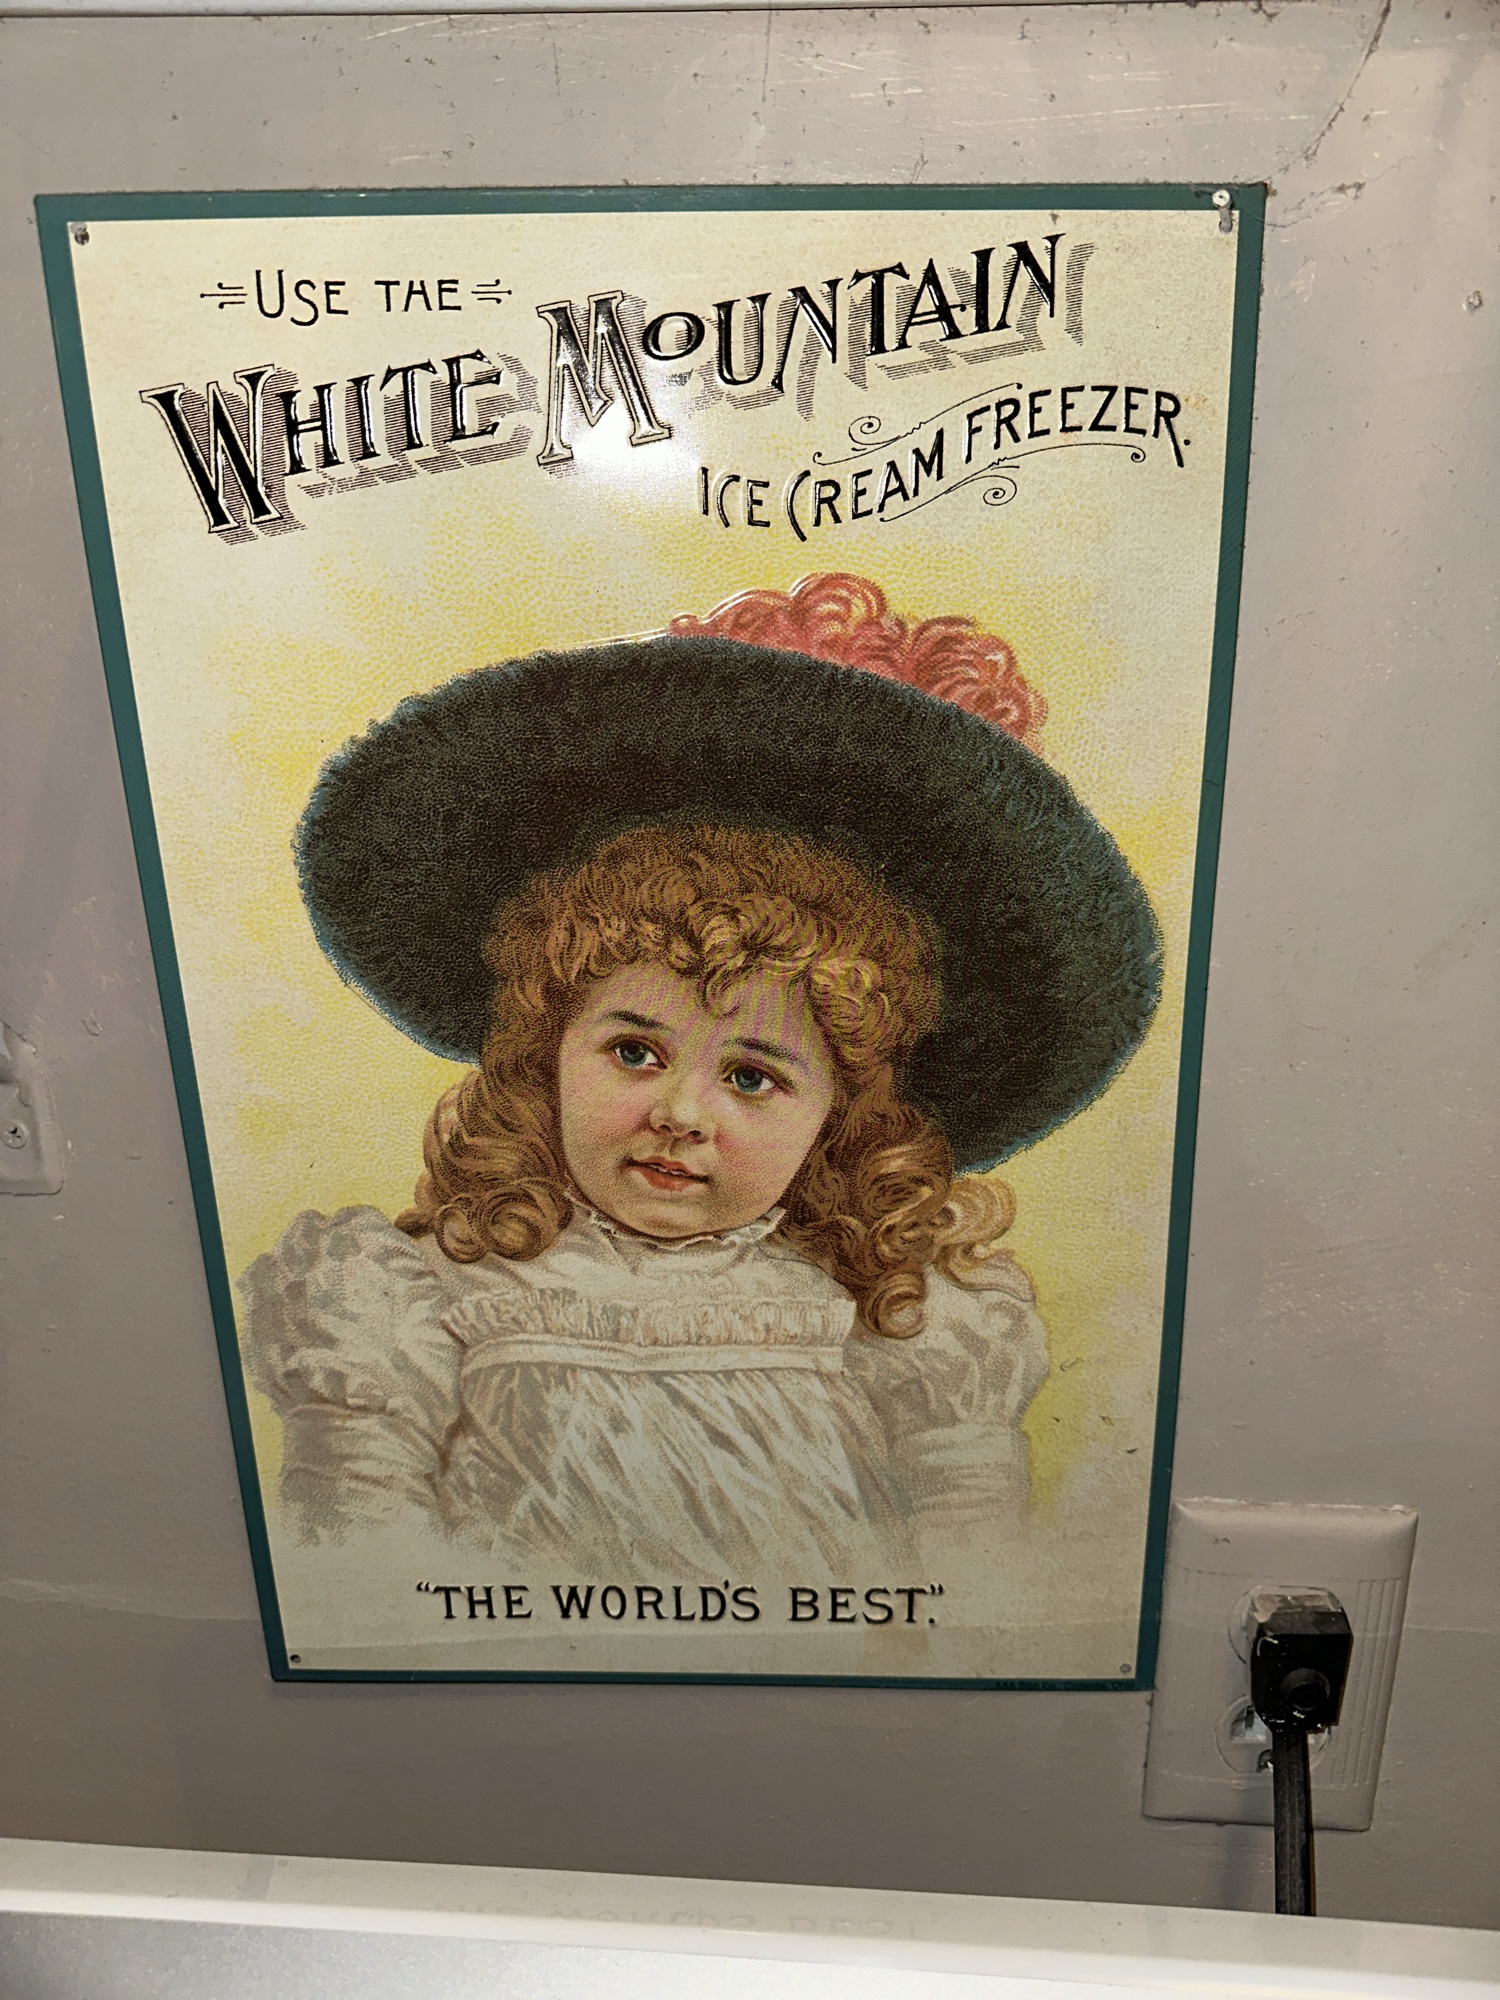 USE THE
WHITE MOUNTAIN
ICE CREAM FREEZER.
"THE WORLD'S BEST."